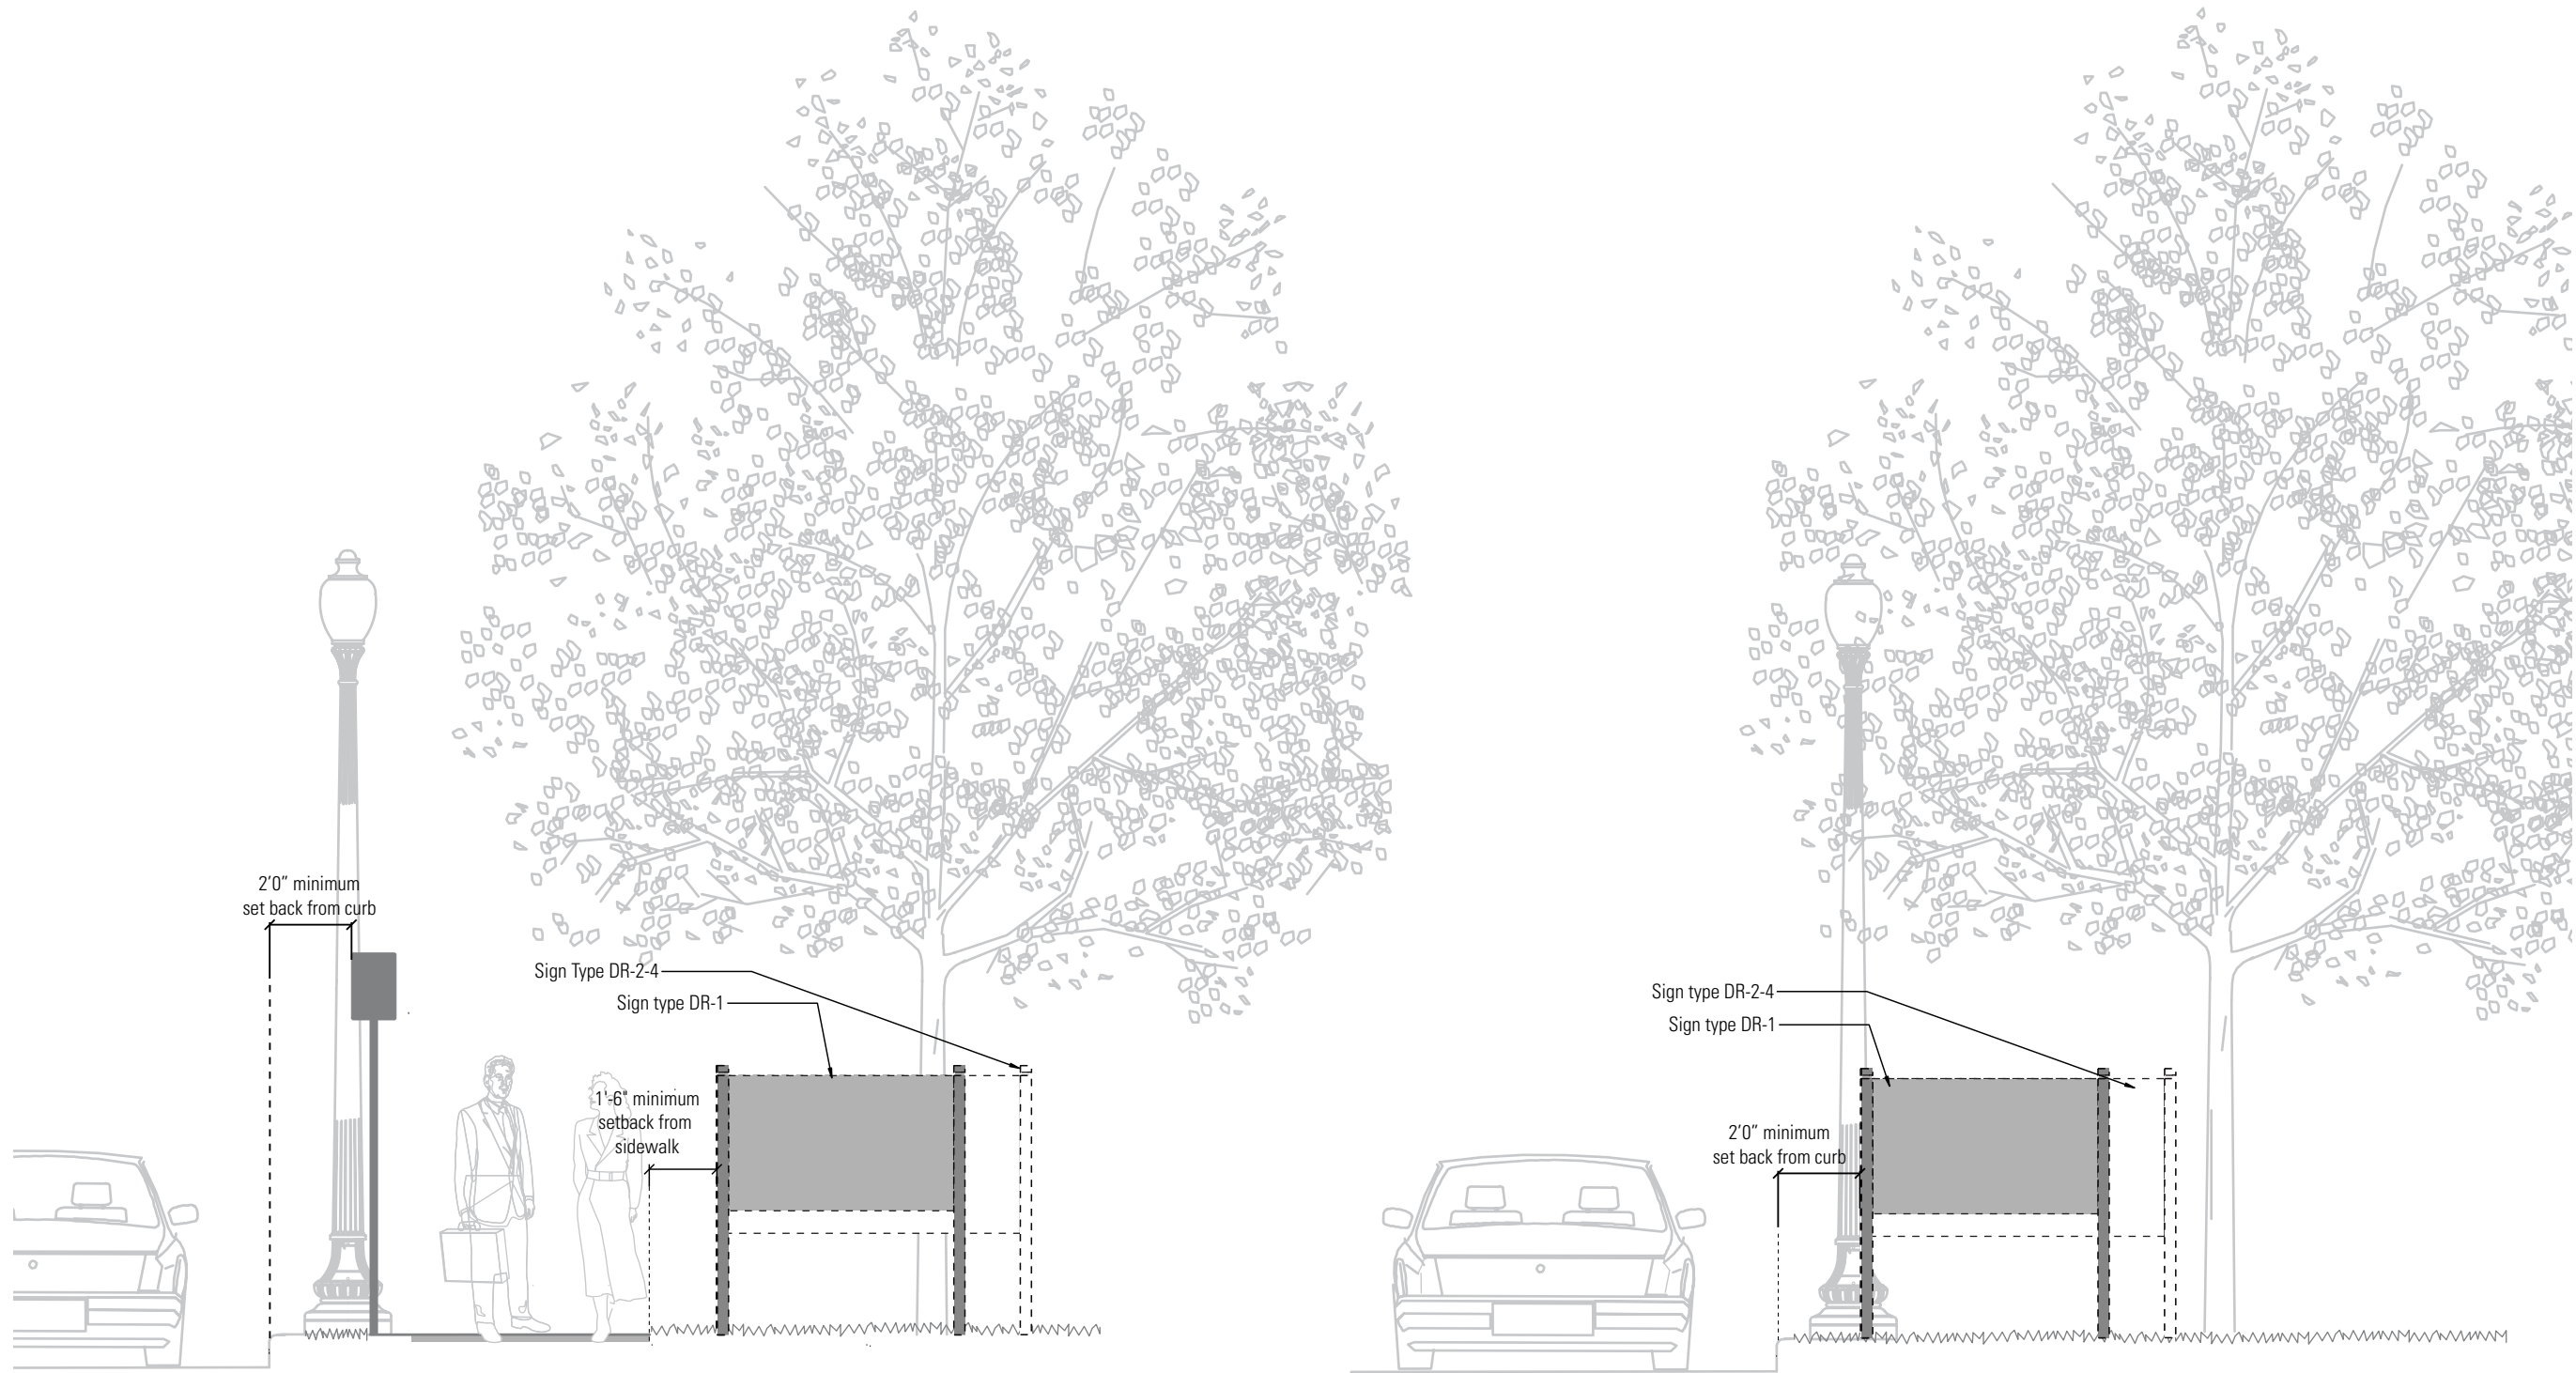 2'0” minimum
set back from curb
Sign Type DR-2-4
Sign type DR-1
1'-6" minimum
setback from
sidewalk
Sign type DR-2-4
Sign type DR-1
2'0” minimum
set back from curb